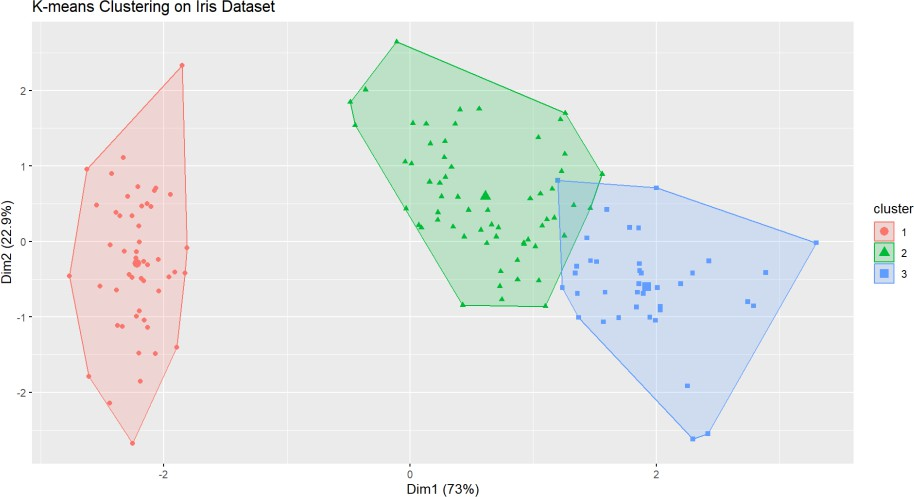 K-means Clustering on Iris Dataset
Dim2 (22.9%)
2
1
0
-1
-2
-2
0
2
Dim1 (73%)
cluster
1
2
3